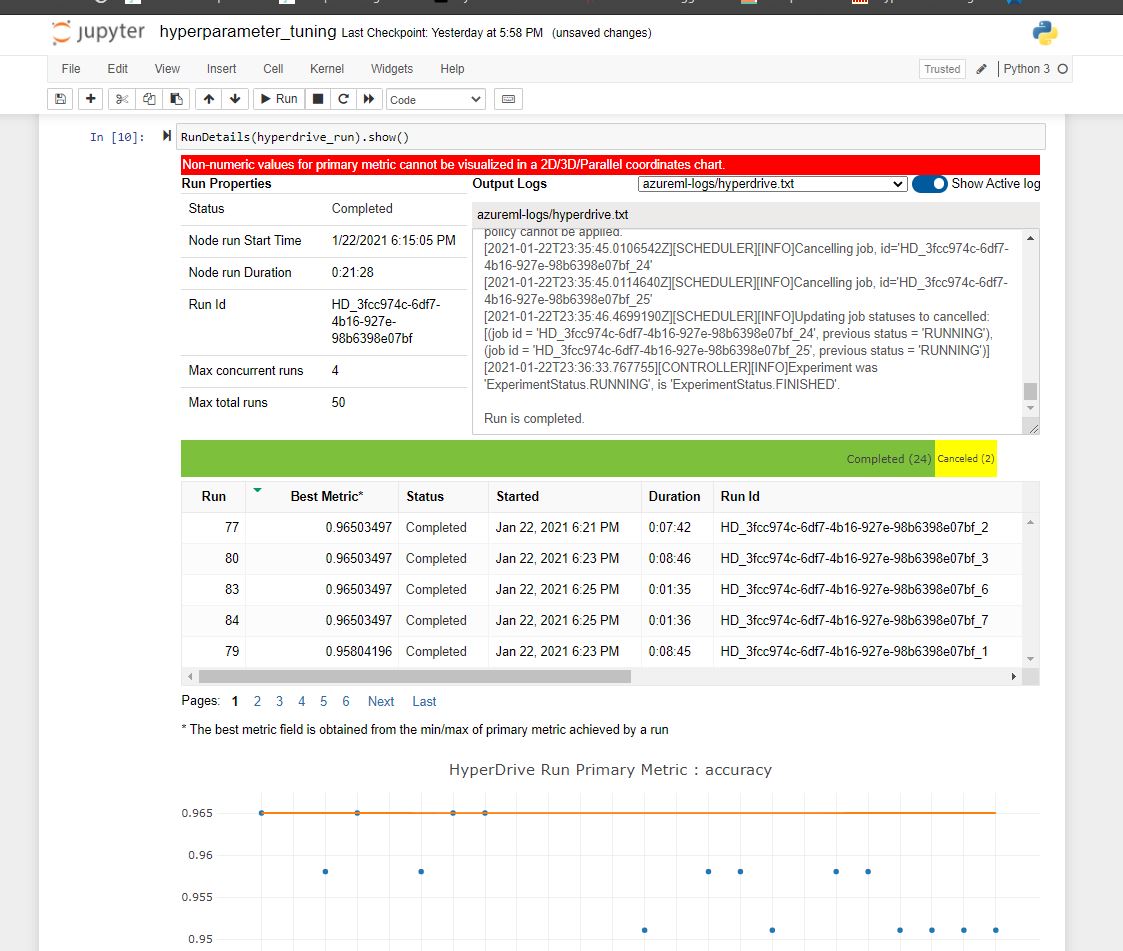 jupyter hyperparameter_tuning Last Checkpoint: Yesterday at 5:58 PM (unsaved changes)
File Edit View Insert Cell Kernel Widgets Help Trusted Python 3
Run Code
In [10]: RunDetails(hyperdrive_run).show()
Non-numeric values for primary metric cannot be visualized in a 2D/3D/Parallel coordinates chart.
Run Properties
Status Completed
Node run Start Time 1/22/2021 6:15:05 PM
Node run Duration 0:21:28
Run Id HD_3fcc974c-6df7-
4b16-927e-
98b6398e07bf
Max concurrent runs 4
Max total runs 50
Output Logs azureml-logs/hyperdrive.txt Show Active log
azureml-logs/hyperdrive.txt
policy cannot be applied.
[2021-01-22T23:35:45.0106542Z][SCHEDULER][INFO]Cancelling job, id='HD_3fcc974c-6df7-
4b16-927e-98b6398e07bf_24'
[2021-01-22T23:35:45.0114640Z][SCHEDULER][INFO]Cancelling job, id='HD_3fcc974c-6df7-
4b16-927e-98b6398e07bf_25'
[2021-01-22T23:35:46.4699190Z][SCHEDULER][INFO]Updating job statuses to cancelled:
[(job id = 'HD_3fcc974c-6df7-4b16-927e-98b6398e07bf_24', previous status = 'RUNNING'),
(job id = 'HD_3fcc974c-6df7-4b16-927e-98b6398e07bf_25', previous status = 'RUNNING')]
[2021-01-22T23:36:33.767755][CONTROLLER][INFO]Experiment was
'ExperimentStatus.RUNNING', is 'ExperimentStatus.FINISHED'.
Run is completed.
Completed (24) Canceled (2)
Run Best Metric* Status Started Duration Run Id
77 0.96503497 Completed Jan 22, 2021 6:21 PM 0:07:42 HD_3fcc974c-6df7-4b16-927e-98b6398e07bf_2
80 0.96503497 Completed Jan 22, 2021 6:23 PM 0:08:46 HD_3fcc974c-6df7-4b16-927e-98b6398e07bf_3
83 0.96503497 Completed Jan 22, 2021 6:25 PM 0:01:35 HD_3fcc974c-6df7-4b16-927e-98b6398e07bf_6
84 0.96503497 Completed Jan 22, 2021 6:25 PM 0:01:36 HD_3fcc974c-6df7-4b16-927e-98b6398e07bf_7
79 0.95804196 Completed Jan 22, 2021 6:23 PM 0:08:45 HD_3fcc974c-6df7-4b16-927e-98b6398e07bf_1
Pages: 1 2 3 4 5 6 Next Last
* The best metric field is obtained from the min/max of primary metric achieved by a run
HyperDrive Run Primary Metric : accuracy
0.965
0.96
0.955
0.95